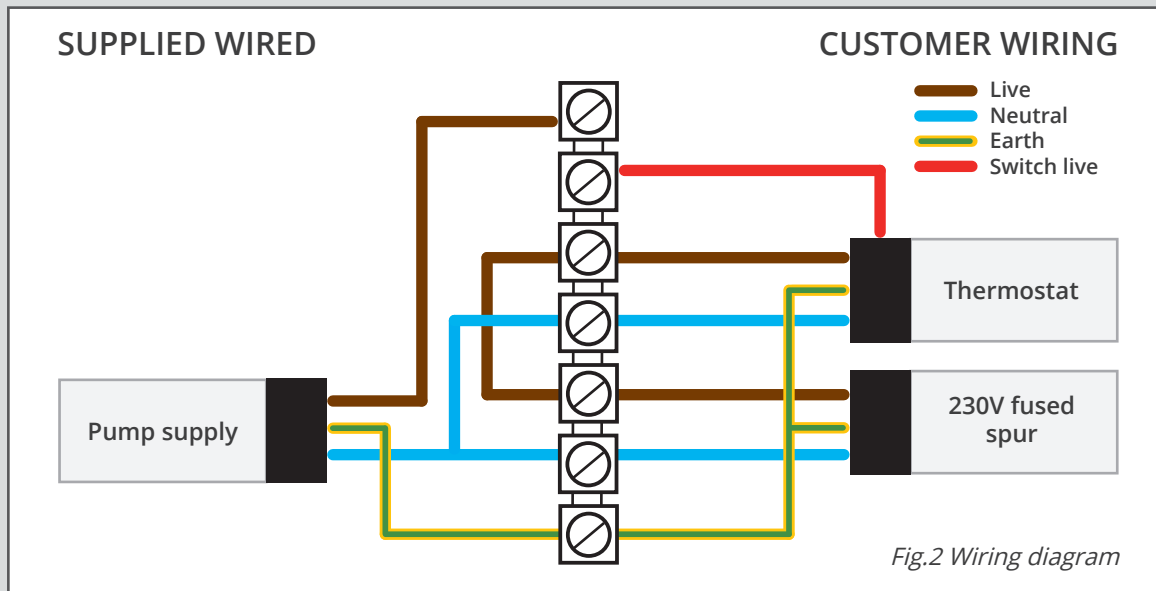 SUPPLIED WIRED
CUSTOMER WIRING
Live
Neutral
Earth
Switch live
Thermostat
Pump supply
230V fused
spur
Fig.2 Wiring diagram